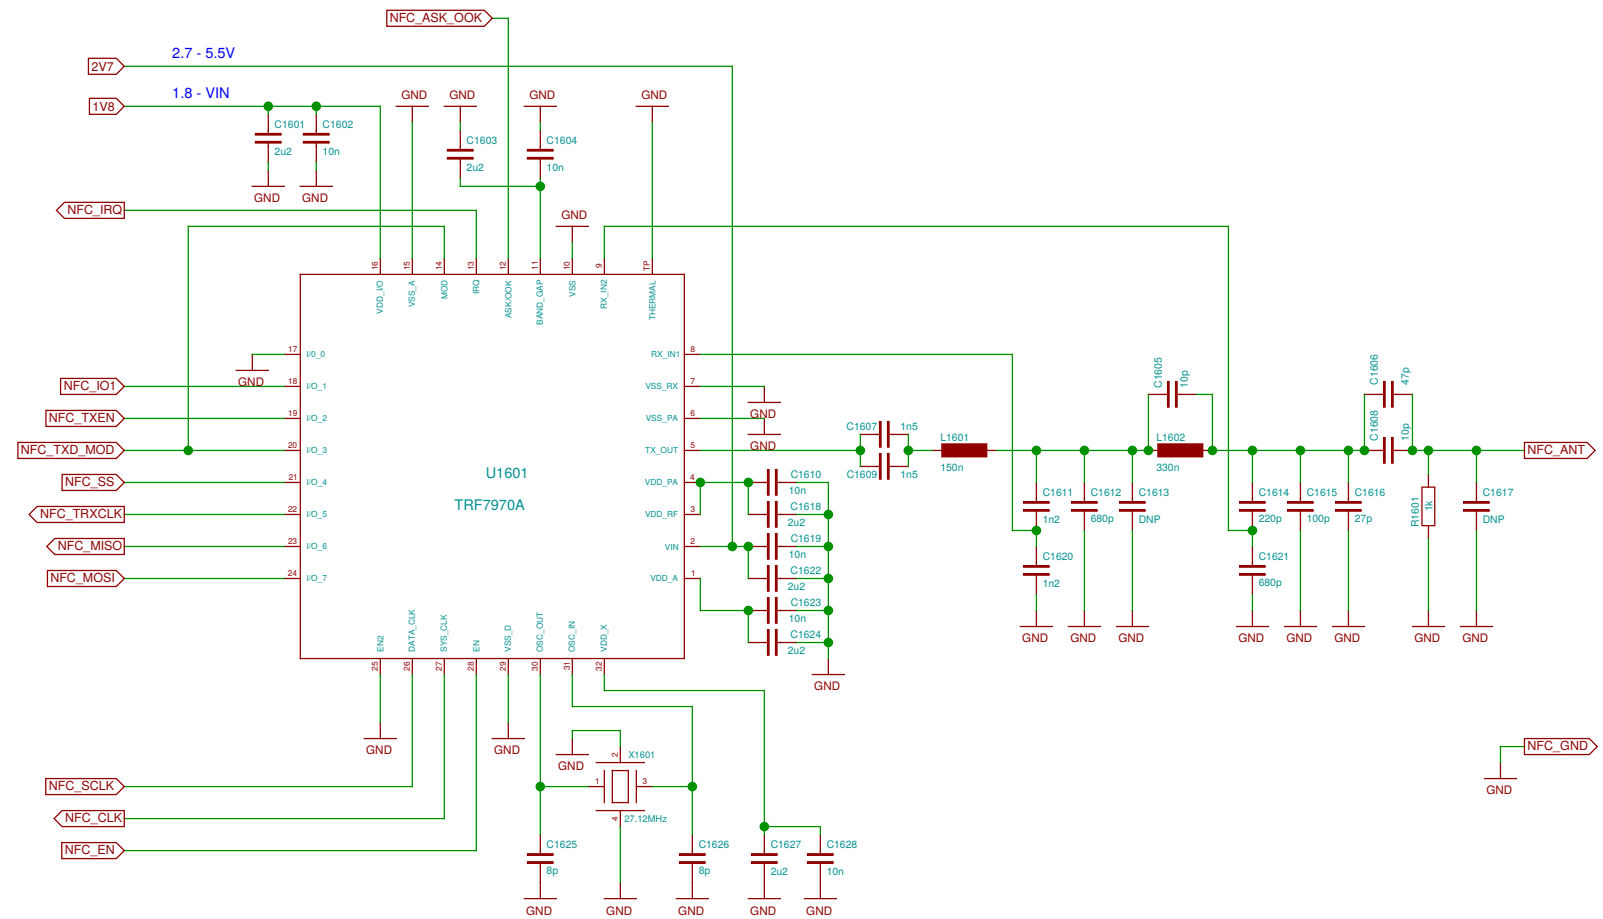 NFC_ASK_OOK
2.7 - 5.5V
2V7
1.8 - VIN
1V8
GND
GND
GND
GND
C1601
2u2
C1602
10n
C1603
2u2
C1604
10n
GND
GND
NFC_IRQ
GND
16
15
14
13
12
11
10
9
TP
VDD_I/O
VSS_A
MOD
IRQ
ASK/OOK
BAND_GAP
VSS
RX_IN2
THERMAL
17
I/0_0
GND
NFC_IO1
18
I/O_1
NFC_TXEN
19
I/O_2
NFC_TXD_MOD
20
I/O_3
NFC_SS
21
I/O_4
NFC_TRXCLK
22
I/O_5
NFC_MISO
23
I/O_6
NFC_MOSI
24
I/O_7
U1601
TRF7970A
RX_IN1
8
VSS_RX
7
GND
VSS_PA
6
GND
TX_OUT
5
VDD_PA
4
VDD_RF
3
VIN
2
VDD_A
1
C1607
1n5
C1609
1n5
L1601
150n
C1605
10p
L1602
330n
C1606
47p
C1608
10p
NFC_ANT
C1610
10n
C1618
2u2
C1619
10n
C1622
2u2
C1623
10n
C1624
2u2
GND
C1611
1n2
C1612
680p
C1613
DNP
C1620
1n2
C1614
220p
C1615
100p
C1616
27p
C1621
680p
R1601
1k
C1617
DNP
GND
GND
GND
GND
GND
GND
GND
GND
EN2
DATA_CLK
SYS_CLK
EN
VSS_D
OSC_OUT
OSC_IN
VDD_X
25
26
27
28
29
30
31
32
GND
GND
GND
X1601
2
1
3
4
27.12MHz
NFC_GND
GND
NFC_SCLK
NFC_CLK
NFC_EN
C1625
8p
C1626
8p
C1627
2u2
C1628
10n
GND
GND
GND
GND
GND